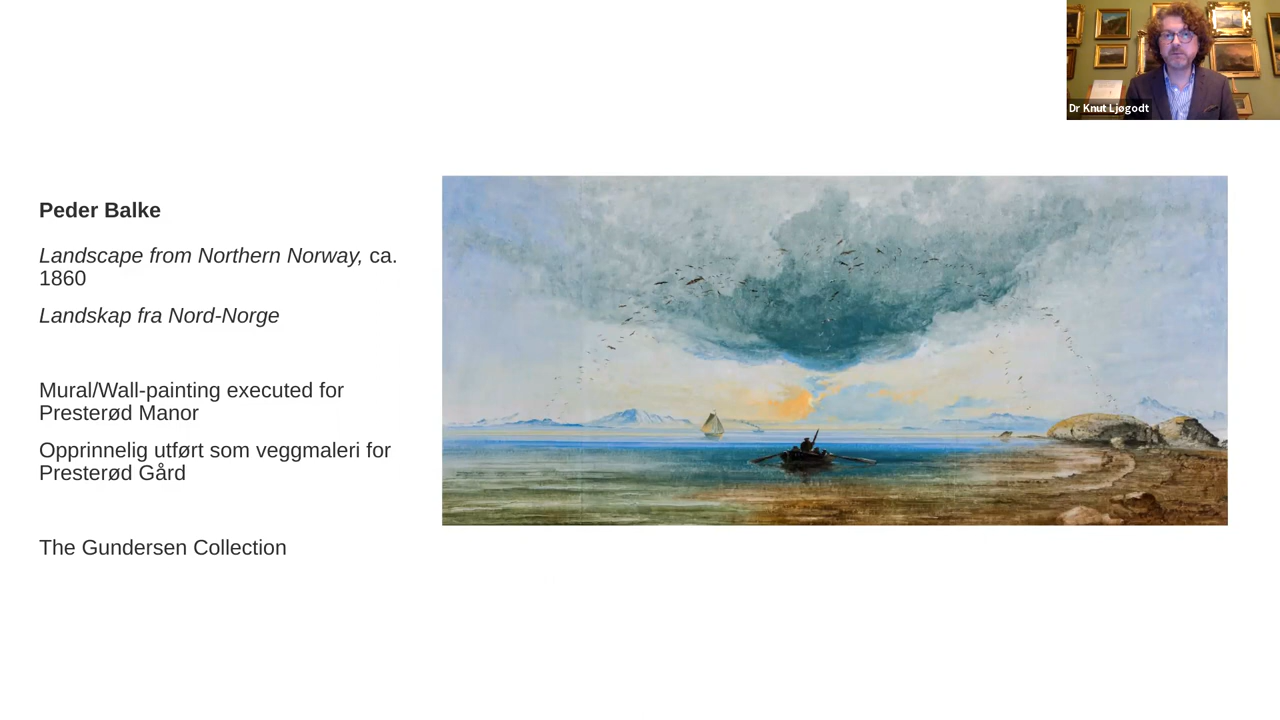 Dr Knut Ljøgodt
Peder Balke
Landscape from Northern Norway, ca.
1860
Landskap fra Nord-Norge
Mural/Wall-painting executed for
Presterød Manor
Opprinnelig utført som veggmaleri for
Presterød Gård
The Gundersen Collection